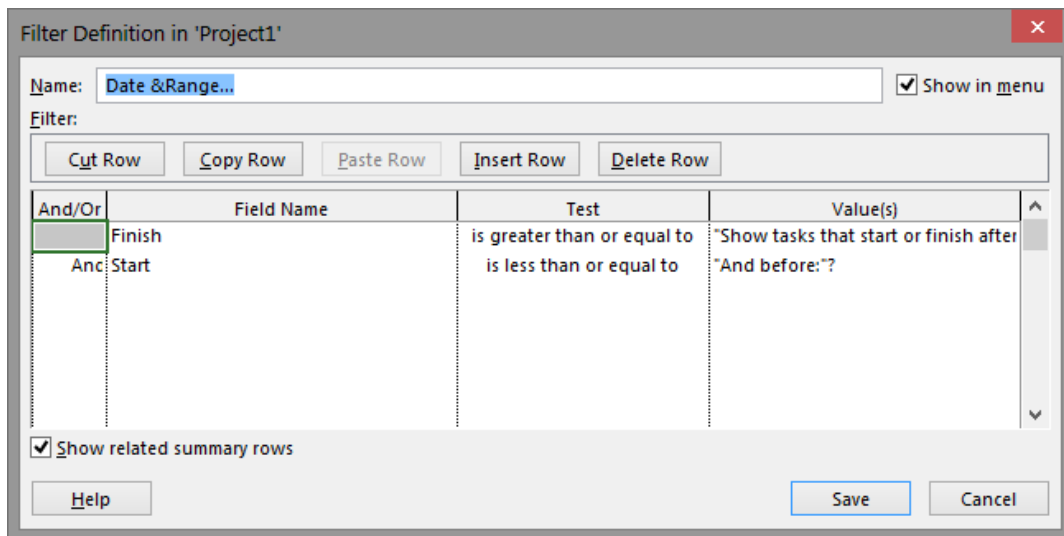 Filter Definition in 'Project1'
Name: Date &Range... Show in menu
Filter:
Cut Row Copy Row Paste Row Insert Row Delete Row
And/Or Field Name Test Value(s)
Finish is greater than or equal to "Show tasks that start or finish after
Anc Start is less than or equal to "And before:"?
Show related summary rows
Help Save Cancel